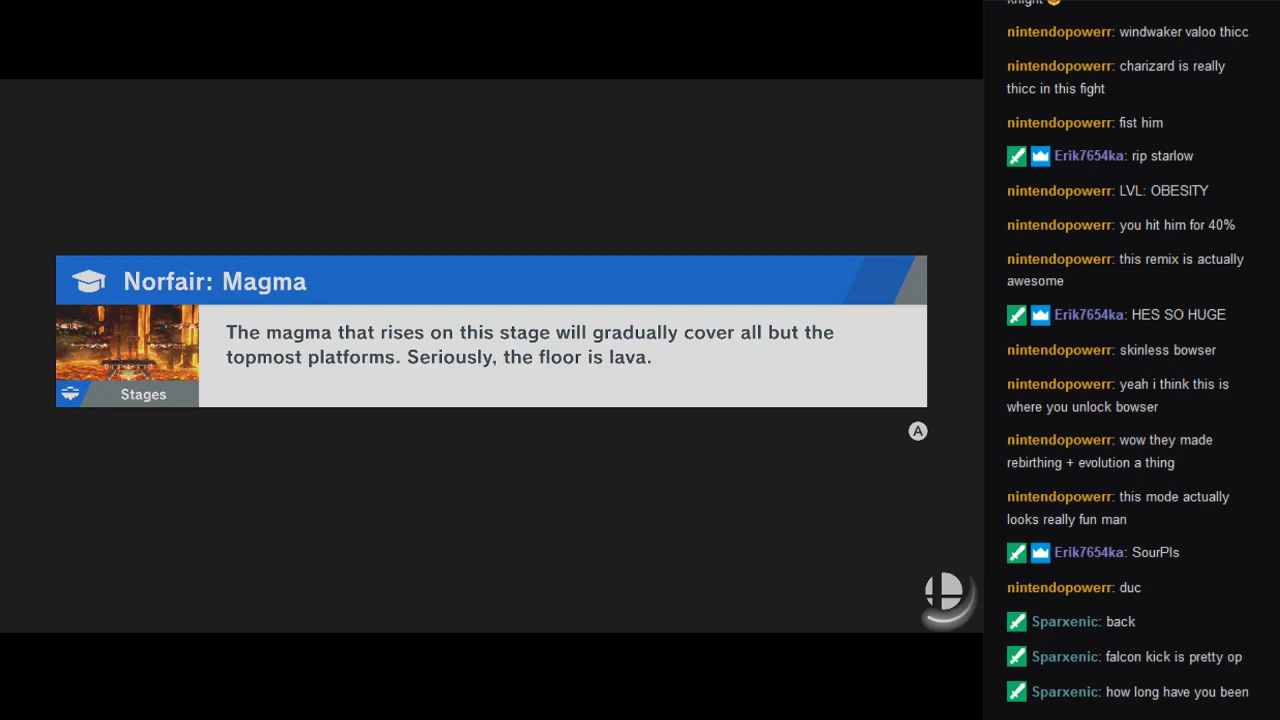 Norfair: Magma
The magma that rises on this stage will gradually cover all but the
topmost platforms. Seriously, the floor is lava.
Stages
A
nintendopowerr: windwaker valoo thicc
nintendopowerr: charizard is really
thicc in this fight
nintendopowerr: fist him
Erik7654ka: rip starlow
nintendopowerr: LVL: OBESITY
nintendopowerr: you hit him for 40%
nintendopowerr: this remix is actually
awesome
Erik7654ka: HES SO HUGE
nintendopowerr: skinless bowser
nintendopowerr: yeah i think this is
where you unlock bowser
nintendopowerr: wow they made
rebirthing + evolution a thing
nintendopowerr: this mode actually
looks really fun man
Erik7654ka: SourPls
nintendopowerr: duc
Sparxenic: back
Sparxenic: falcon kick is pretty op
Sparxenic: how long have you been